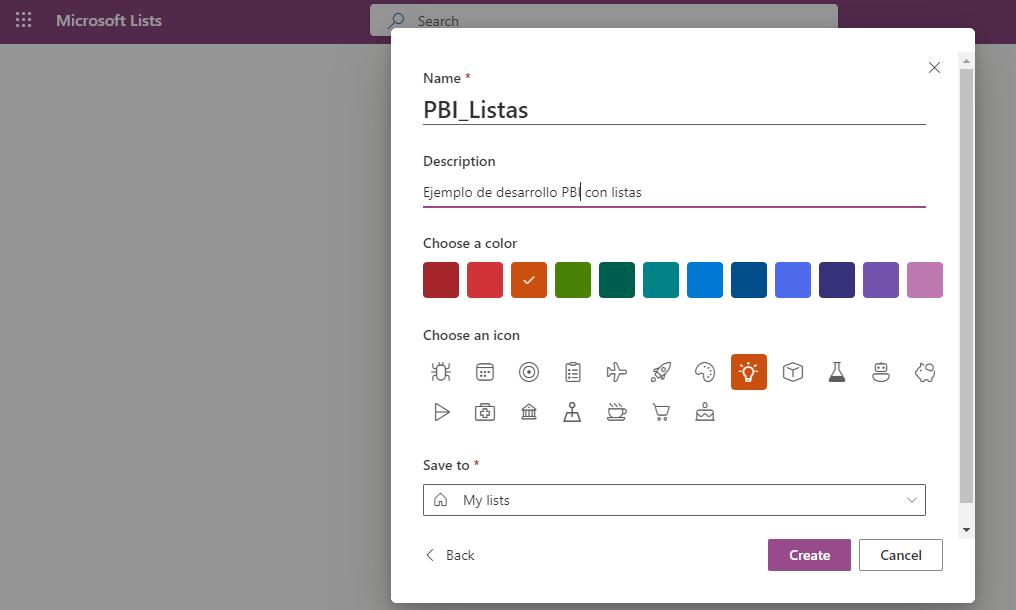 Microsoft Lists
Search
Name *
PBI_Listas
Description
Ejemplo de desarrollo PBI con listas
Choose a color
Choose an icon
Save to *
My lists
Back
Create
Cancel